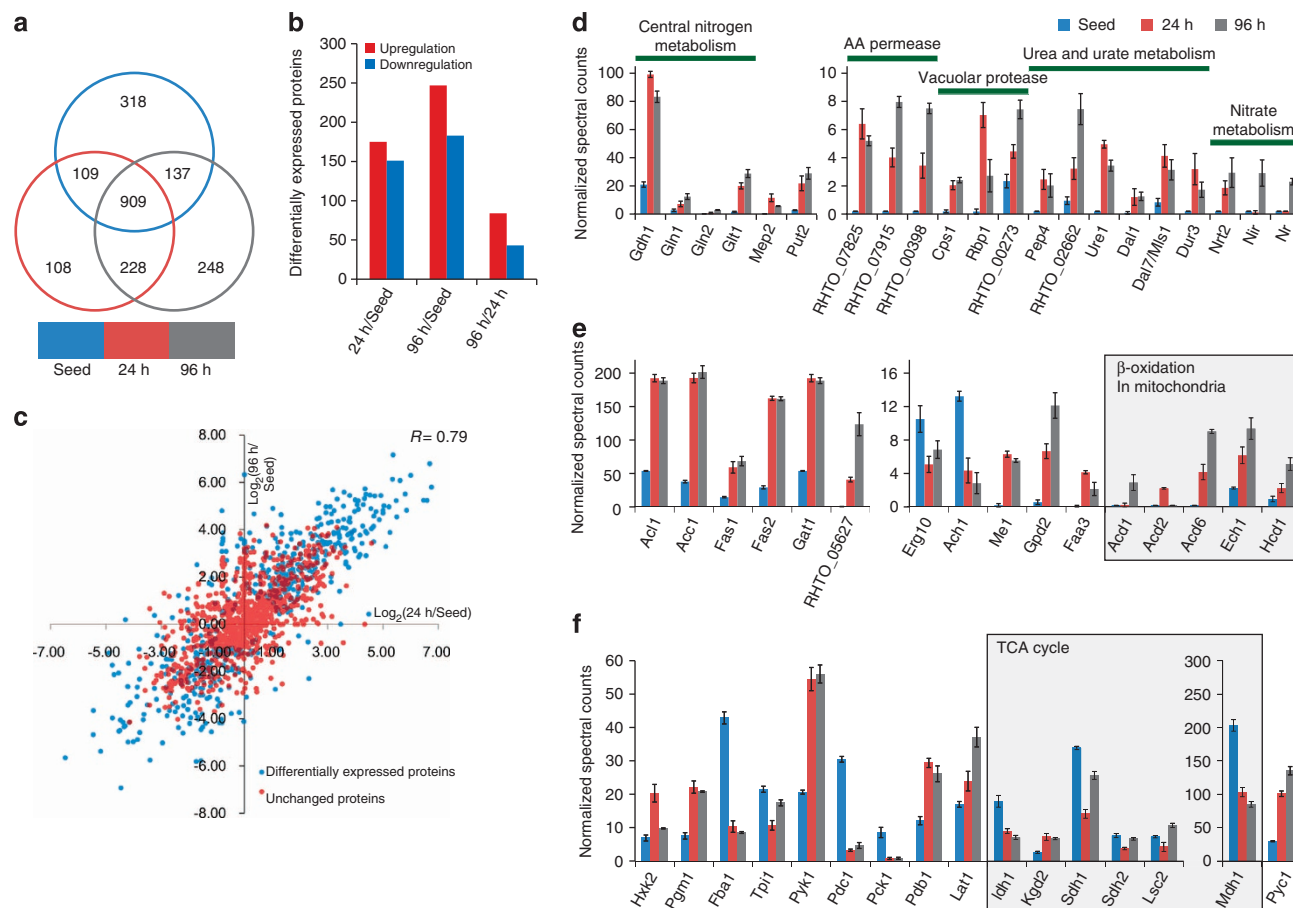 a
318
109
137
909
108
228
248
Seed 24 h 96 h
b
Differentially expressed proteins
300
250
200
150
100
50
0
Upregulation
Downregulation
24 h/Seed
96 h/Seed
96 h/24 h
c
8.00
6.00
4.00
2.00
0.00
-2.00
-4.00
-6.00
-8.00
-7.00 -5.00 -3.00 -1.00 1.00 3.00 5.00 7.00
Log2(96 h/
Seed)
Log2(24 h/Seed)
R= 0.79
Differentially expressed proteins
Unchanged proteins
d
Seed 24 h 96 h
Central nitrogen
metabolism
AA permease
Vacuolar protease
Urea and urate metabolism
Nitrate
metabolism
Normalized spectral counts
100
80
60
40
20
0
Gdh1
Gln1
Gln2
Glt1
Mep2
Put2
10
8
6
4
2
0
RHTO_07825
RHTO_07915
RHTO_00398
Cps1
Rbp1
RHTO_00273
Pep4
RHTO_02662
Ure1
Dal1
Dal7/Mls1
Dur3
Nrt2
Nir
Nr
e
Normalized spectral counts
200
150
100
50
0
Acl1
Acc1
Fas1
Fas2
Gat1
RHTO_05627
16
12
8
4
0
β-oxidation
In mitochondria
Erg10
Ach1
Me1
Gpd2
Faa3
Acd1
Acd2
Acd6
Ech1
Hcd1
f
Normalized spectral counts
60
50
40
30
20
10
0
TCA cycle
Hxk2
Pgm1
Fba1
Tpi1
Pyk1
Pdc1
Pck1
Pdb1
Lat1
Idh1
Kgd2
Sdh1
Sdh2
Lsc2
300
250
200
150
100
50
0
Mdh1
Pyc1